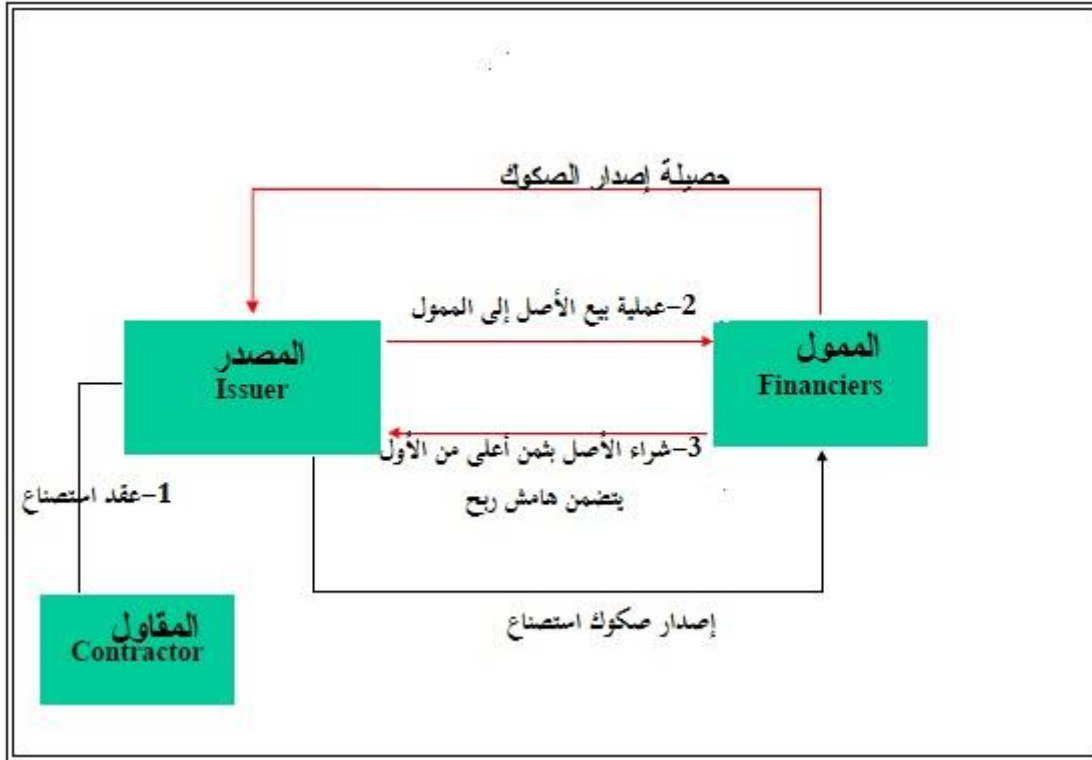 حصيلة إصدار الصكوك
2-عملية بيع الأصل إلى الممول
المصدر
Issuer
الممول
Financiers
3-شراء الأصل بثمن أعلى من الأول
يتضمن هامش ربح
1-عقد استصناع
المقاول
Contractor
إصدار صكوك استصناع